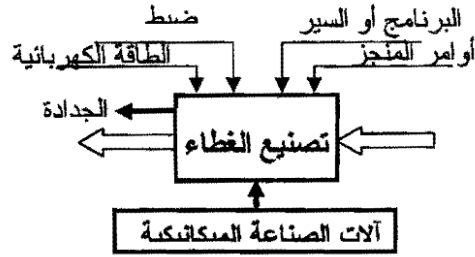 البرنامج أو السير
ضبط
أوامر المنجز
الطاقة الكهربائية
الجدادة
تصنيع الغطاء
آلات الصناعة الميكانيكية